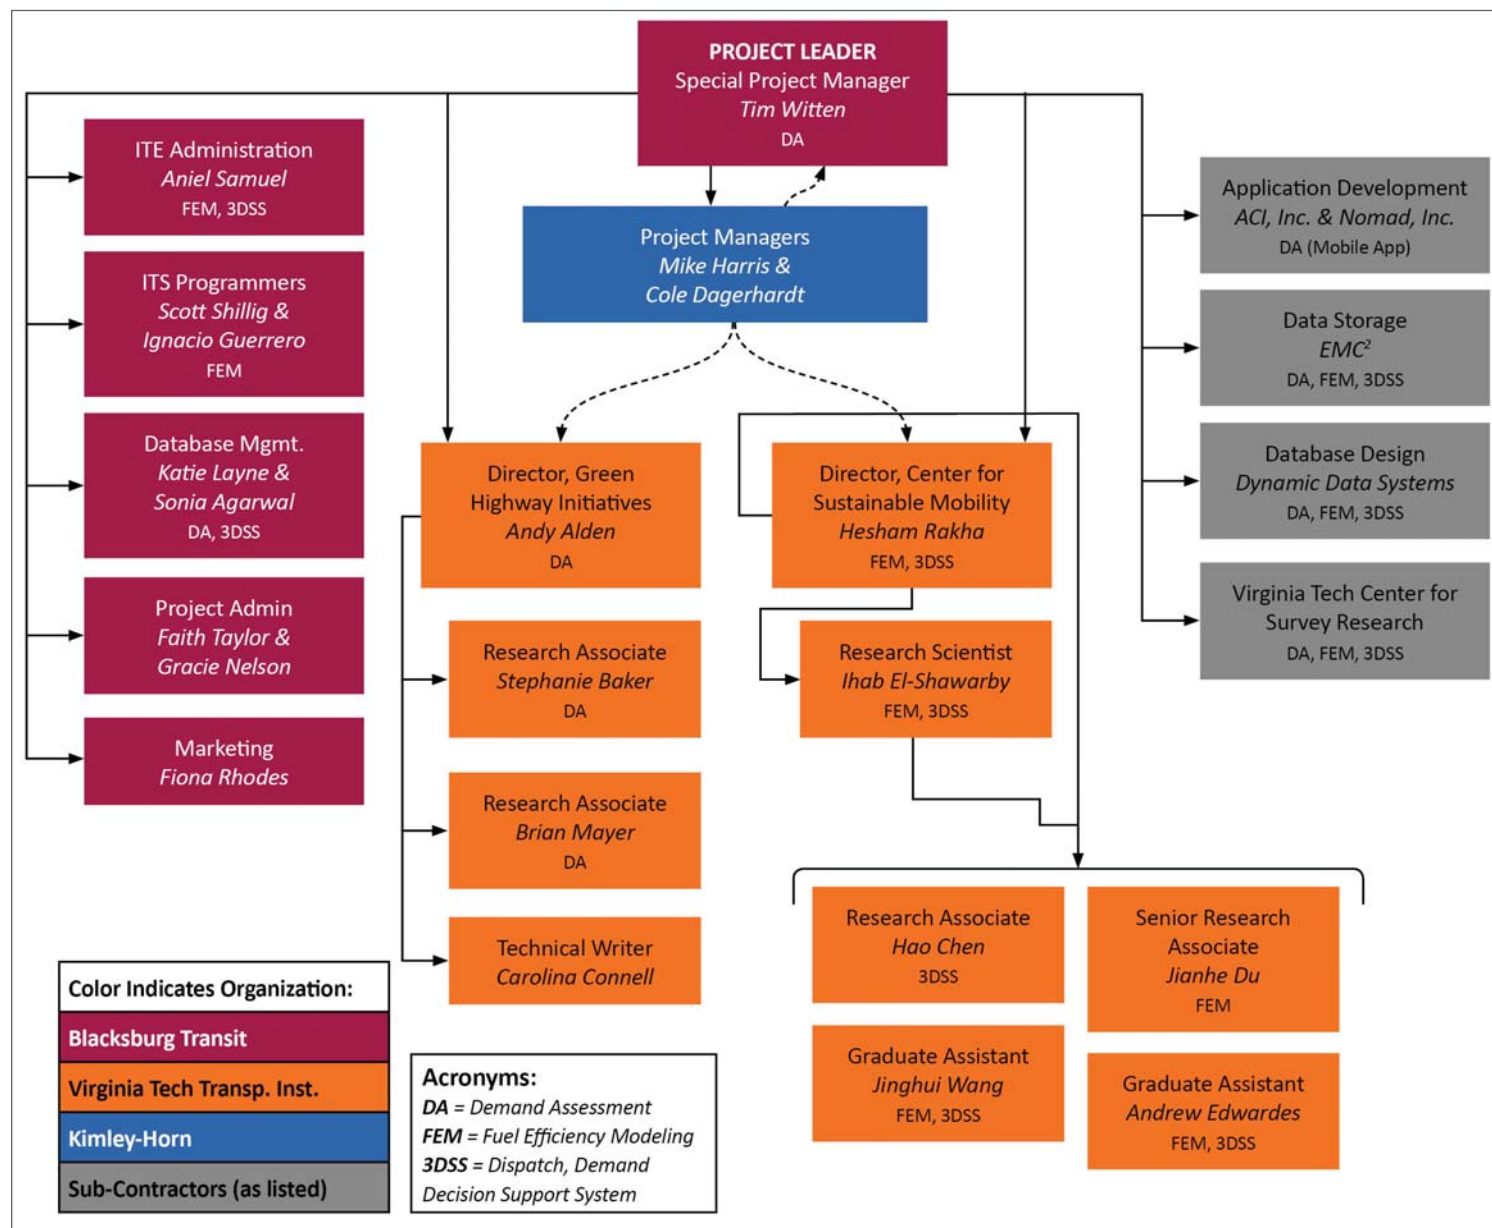 PROJECT LEADER
Special Project Manager
Tim Witten
DA
ITE Administration
Aniel Samuel
FEM, 3DSS
ITS Programmers
Scott Shillig &
Ignacio Guerrero
FEM
Database Mgmt.
Katie Layne &
Sonia Agarwal
DA, 3DSS
Project Admin
Faith Taylor &
Gracie Nelson
Marketing
Fiona Rhodes
Project Managers
Mike Harris &
Cole Dagerhardt
Director, Green
Highway Initiatives
Andy Alden
DA
Research Associate
Stephanie Baker
DA
Research Associate
Brian Mayer
DA
Technical Writer
Carolina Connell
Director, Center for
Sustainable Mobility
Hesham Rakha
FEM, 3DSS
Research Scientist
Ihab El-Shawarby
FEM, 3DSS
Research Associate
Hao Chen
3DSS
Senior Research
Associate
Jianhe Du
FEM
Graduate Assistant
Jinghui Wang
FEM, 3DSS
Graduate Assistant
Andrew Edwardes
FEM, 3DSS
Application Development
ACI, Inc. & Nomad, Inc.
DA (Mobile App)
Data Storage
EMC²
DA, FEM, 3DSS
Database Design
Dynamic Data Systems
DA, FEM, 3DSS
Virginia Tech Center for
Survey Research
DA, FEM, 3DSS
Color Indicates Organization:
Blacksburg Transit
Virginia Tech Transp. Inst.
Kimley-Horn
Sub-Contractors (as listed)
Acronyms:
DA = Demand Assessment
FEM = Fuel Efficiency Modeling
3DSS = Dispatch, Demand
Decision Support System